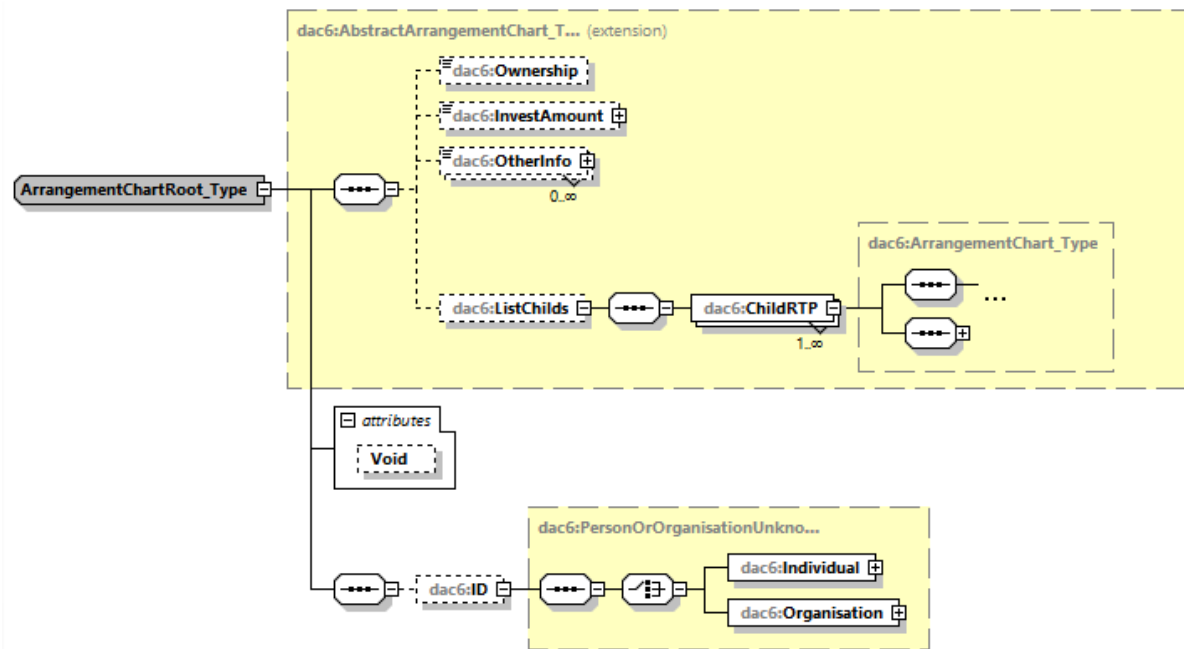 dac6:AbstractArrangementChart_T... (extension)
dac6:Ownership
dac6:InvestAmount
dac6:OtherInfo
0..∞
ArrangementChartRoot_Type
dac6:ArrangementChart_Type
dac6:ListChilds
dac6:ChildRTP
...
1..∞
attributes
Void
dac6:PersonOrOrganisationUnkno...
dac6:ID
dac6:Individual
dac6:Organisation